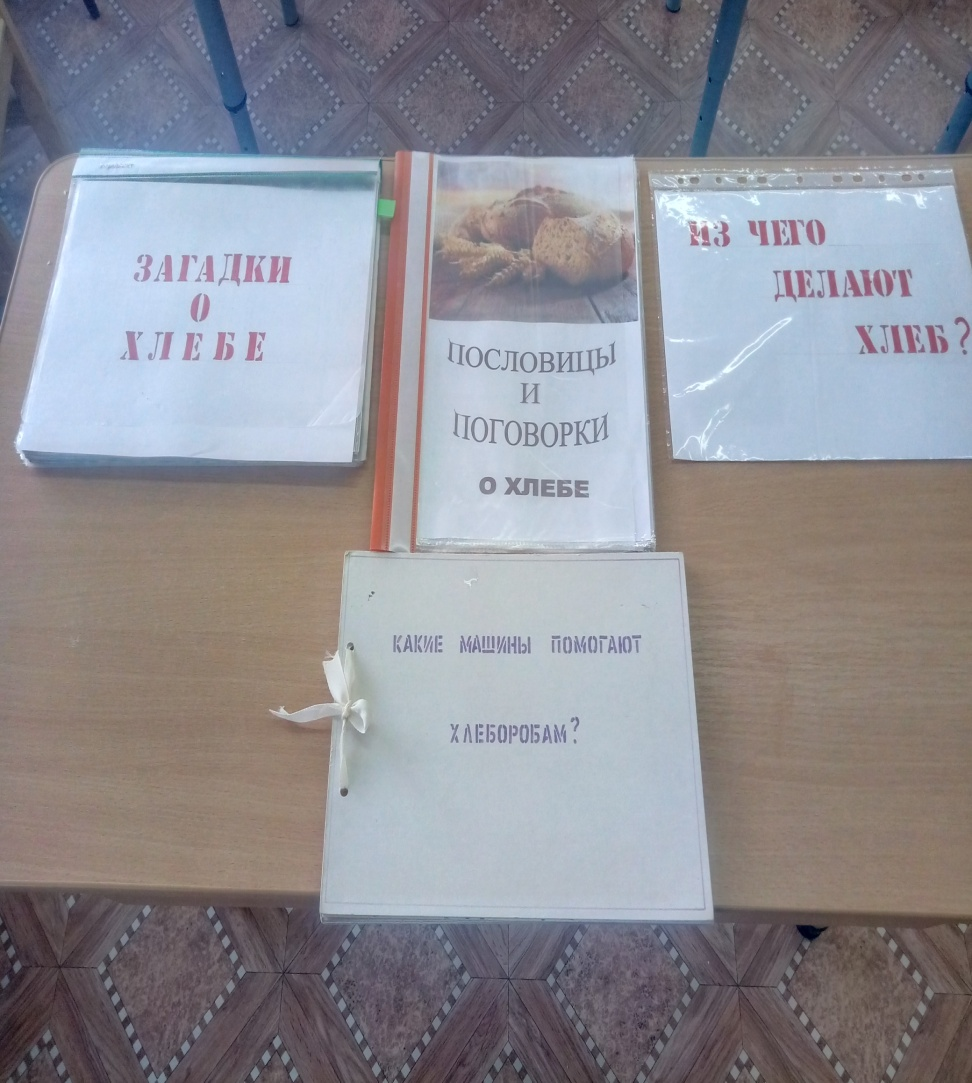 ЗАГАДКИ
О
ХЛЕБЕ
ПОСЛОВИЦЫ
И
ПОГОВОРКИ
О ХЛЕБЕ
ИЗ ЧЕГО
ДЕЛАЮТ
ХЛЕБ?
КАКИЕ МАШИНЫ ПОМОГАЮТ
ХЛЕБОРОБАМ?